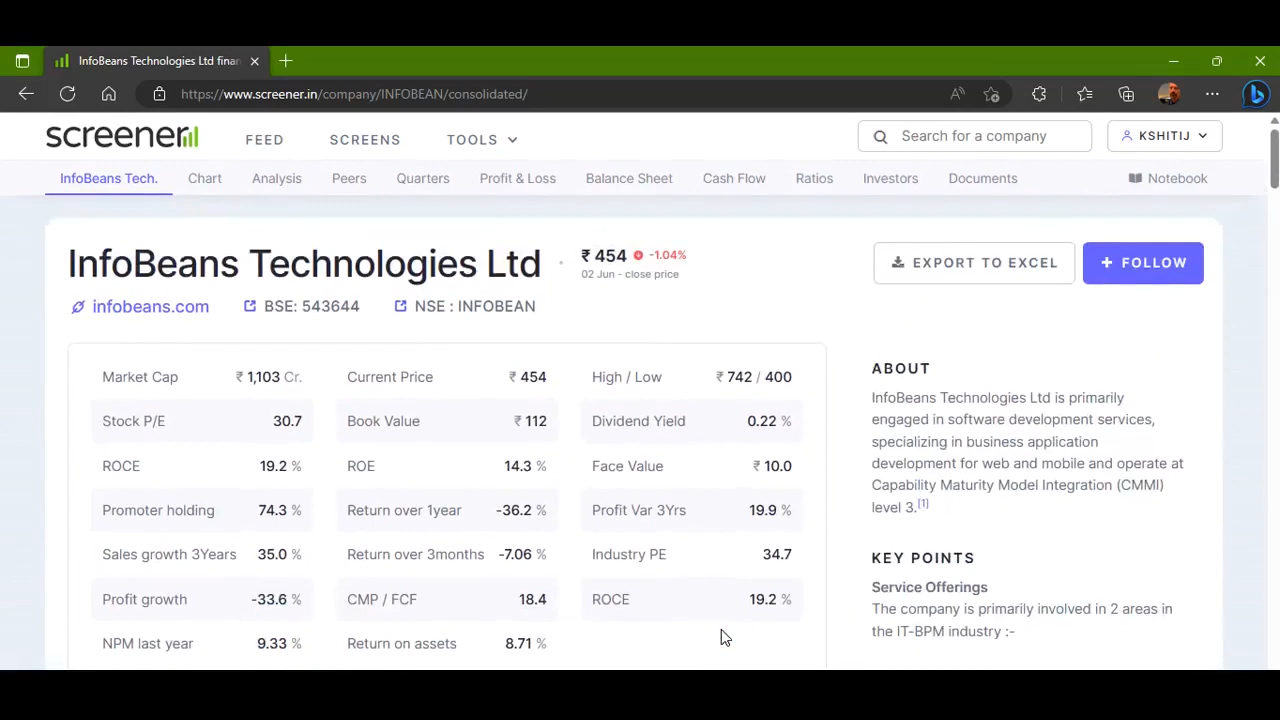 InfoBeans Technologies Ltd finan
https://www.screener.in/company/INFOBEAN/consolidated/
screener
FEED SCREENS TOOLS
Search for a company
KSHITIJ
InfoBeans Tech. Chart Analysis Peers Quarters Profit & Loss Balance Sheet Cash Flow Ratios Investors Documents Notebook
InfoBeans Technologies Ltd
₹ 454 -1.04%
02 Jun - close price
EXPORT TO EXCEL
+ FOLLOW
infobeans.com BSE: 543644 NSE : INFOBEAN
Market Cap ₹ 1,103 Cr. Current Price ₹ 454 High / Low ₹ 742 / 400
Stock P/E 30.7 Book Value ₹ 112 Dividend Yield 0.22 %
ROCE 19.2 % ROE 14.3 % Face Value ₹ 10.0
Promoter holding 74.3 % Return over 1year -36.2 % Profit Var 3Yrs 19.9 %
Sales growth 3Years 35.0 % Return over 3months -7.06 % Industry PE 34.7
Profit growth -33.6 % CMP / FCF 18.4 ROCE 19.2 %
NPM last year 9.33 % Return on assets 8.71 %
ABOUT
InfoBeans Technologies Ltd is primarily
engaged in software development services,
specializing in business application
development for web and mobile and operate at
Capability Maturity Model Integration (CMMI)
level 3.[1]
KEY POINTS
Service Offerings
The company is primarily involved in 2 areas in
the IT-BPM industry :-